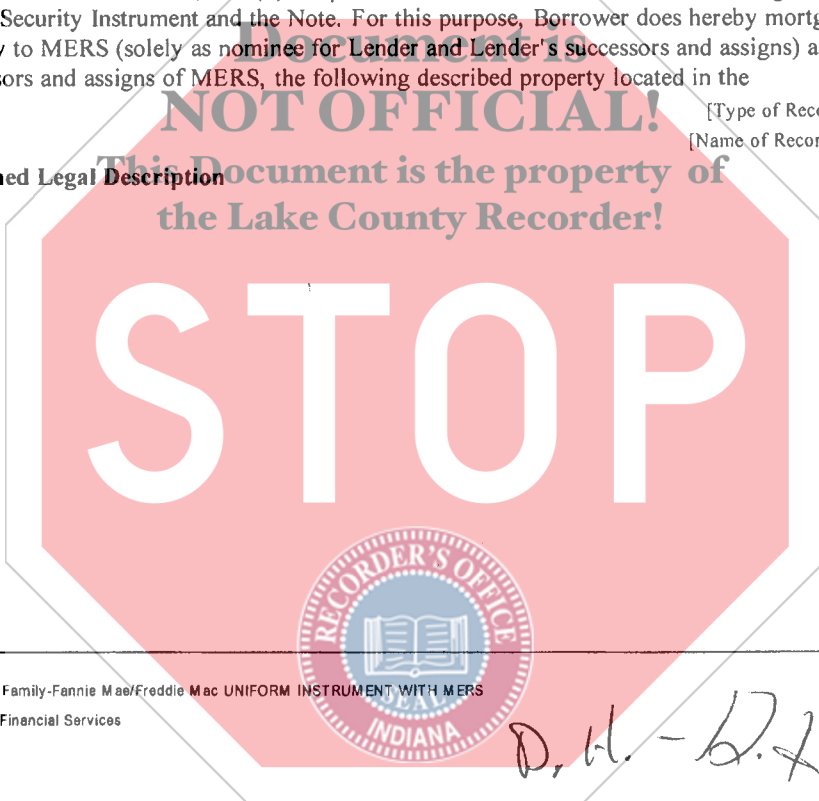 Security Instrument and the Note. For this purpose, Borrower does hereby mortg
y to MERS (solely as nominee for Lender and Lender's successors and assigns) a
sors and assigns of MERS, the following described property located in the
Document is
NOT OFFICIAL!
[Type of Reco
[Name of Recor
This Document is the property of
ned Legal Description
the Lake County Recorder!
STOP
RECORDER'S OFFICE
SEAL
INDIANA
Family-Fannie Mae/Freddie Mac UNIFORM INSTRUMENT WITH MERS
Financial Services
D. H. -